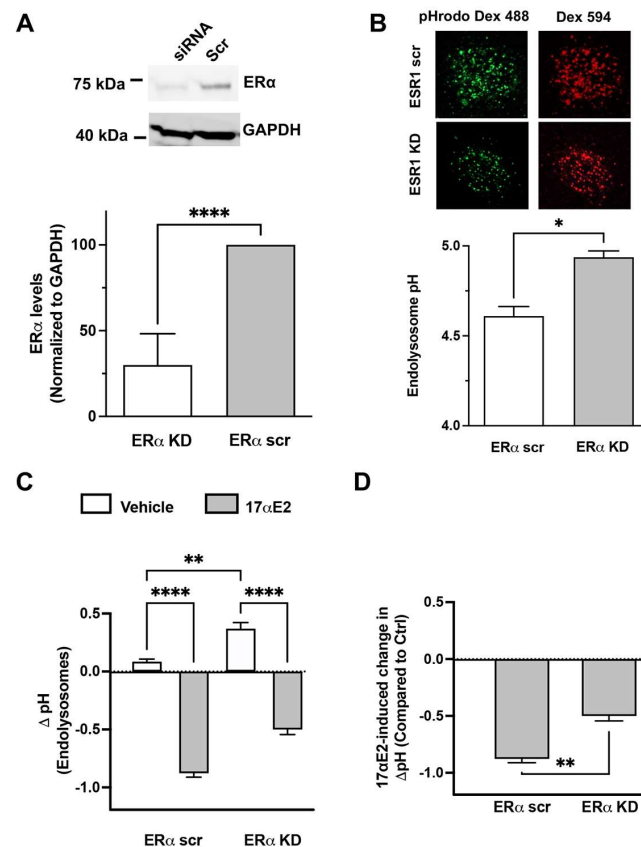 A
siRNA
Scr
75 kDa
ERα
40 kDa
GAPDH
****
ERα levels
(Normalized to GAPDH)
100
50
25
0
ERα KD
ERα scr
B
pHrodo Dex 488
Dex 594
ESR1 scr
ESR1 KD
*
Endolysosome pH
5.0
4.5
4.0
ERα scr
ERα KD
C
Vehicle
17αE2
**
****
****
Δ pH
(Endolysosomes)
0.5
0.0
-0.5
-1.0
ERα scr
ERα KD
D
17αE2-induced change in
ΔpH (Compared to Ctrl)
0.5
0.0
-0.5
-1.0
**
ERα scr
ERα KD